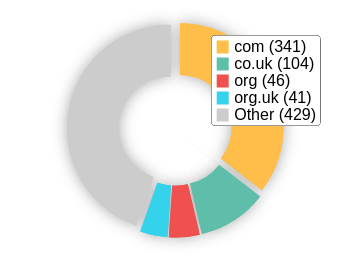 com (341)
co.uk (104)
org (46)
org.uk (41)
Other (429)